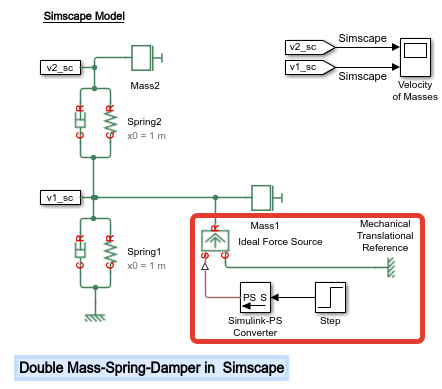 Simscape Model
v2_sc
Mass2
R R
Spring2
x0 = 1 m
C C
v2_sc Simscape
v1_sc Simscape
Velocity
of Masses
v1_sc
Mass1
R R
Spring1
x0 = 1 m
C C
R
Ideal Force Source
S C
Mechanical
Translational
Reference
PS S
Simulink-PS
Converter
Step
Double Mass-Spring-Damper in Simscape